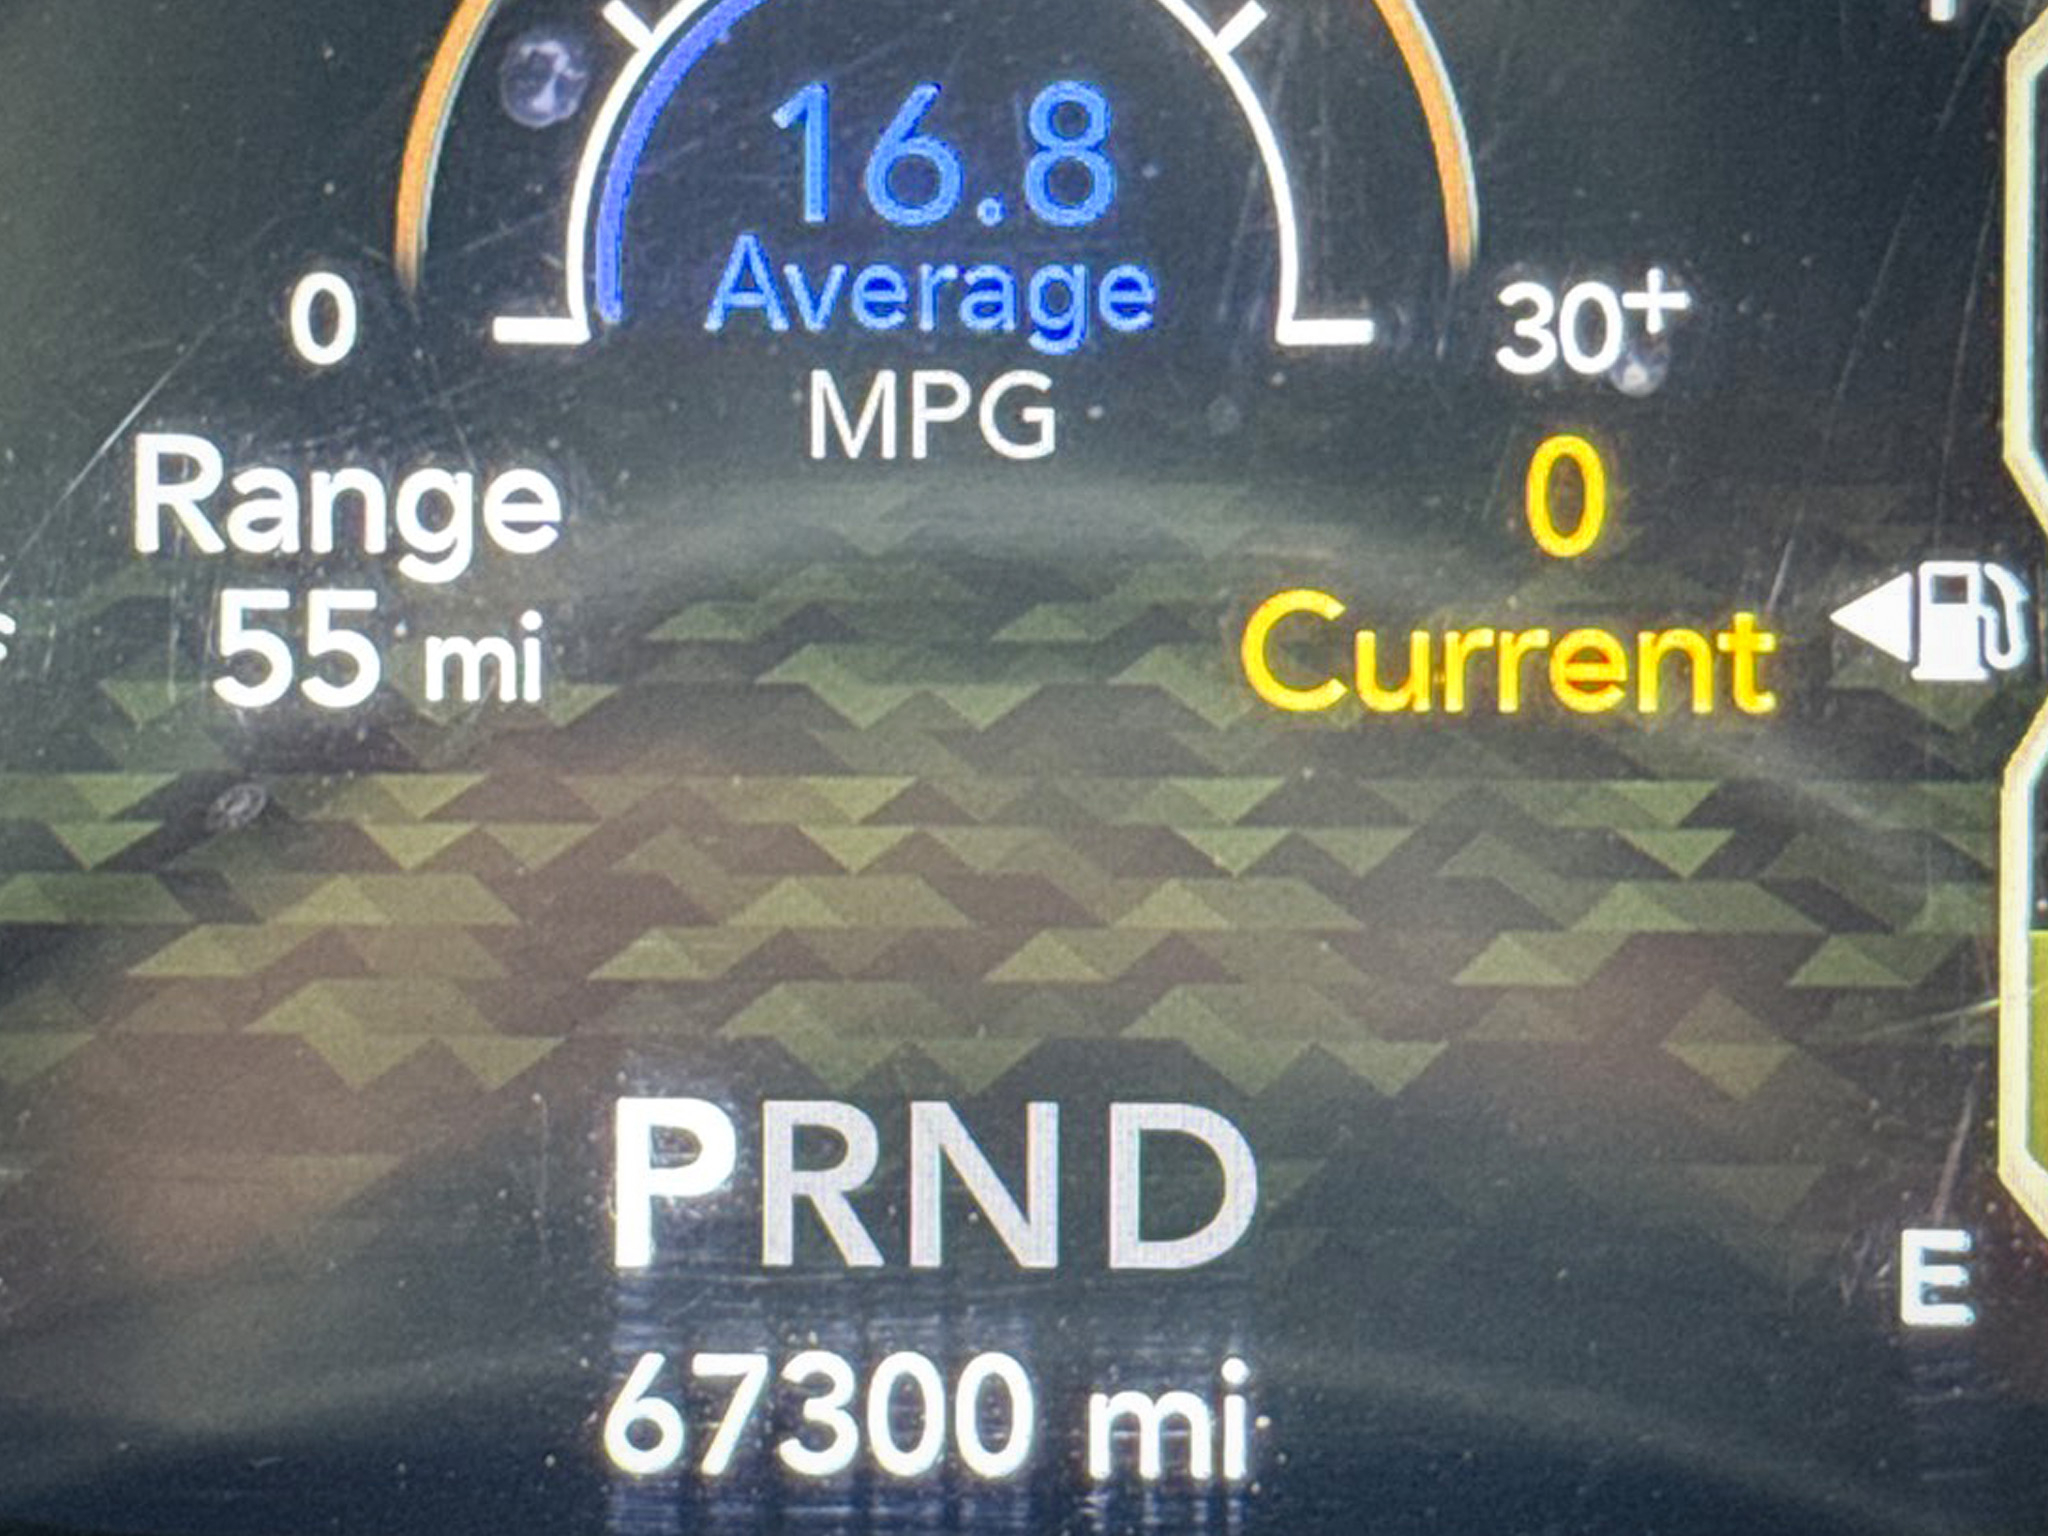 16.8
Average
0
30+
MPG
Range
0
55 mi
Current
PRND
E
67300 mi